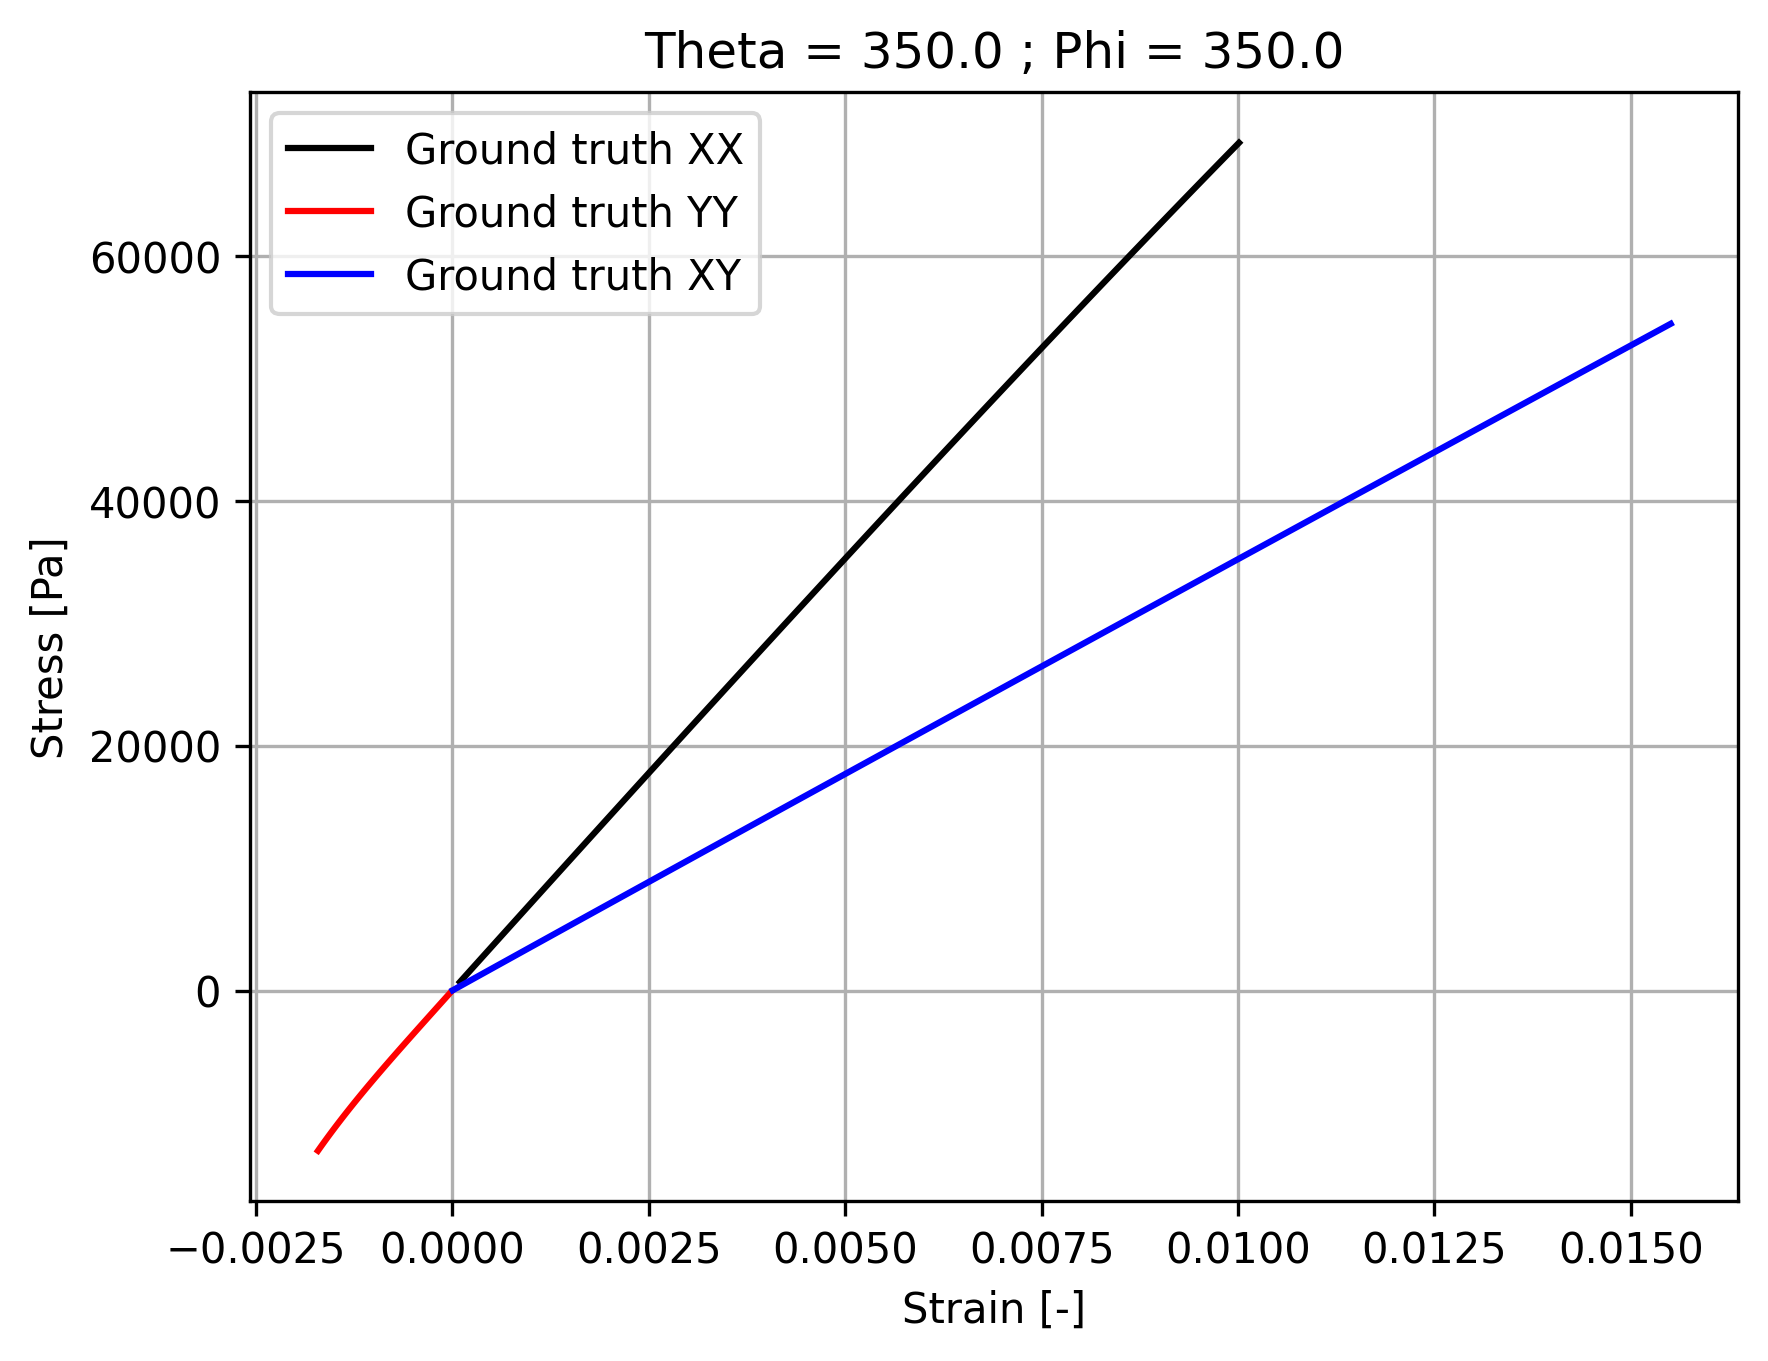 Theta = 350.0 ; Phi = 350.0
Ground truth XX
Ground truth YY
Ground truth XY
Stress [Pa]
60000
40000
20000
0
−0.0025 0.0000 0.0025 0.0050 0.0075 0.0100 0.0125 0.0150
Strain [-]